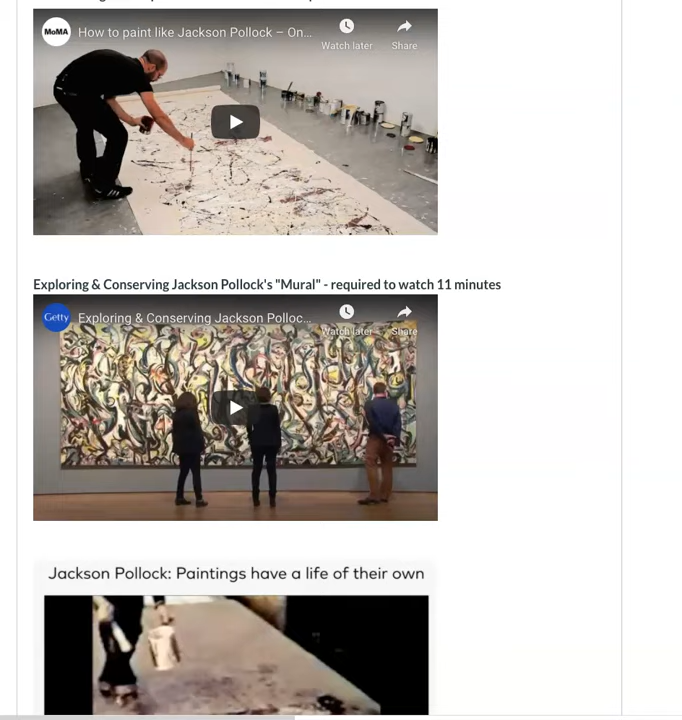 MoMA
How to paint like Jackson Pollock – On...
Watch later
Share
Exploring & Conserving Jackson Pollock's "Mural" - required to watch 11 minutes
Getty
Exploring & Conserving Jackson Polloc...
Watch later
Share
Jackson Pollock: Paintings have a life of their own